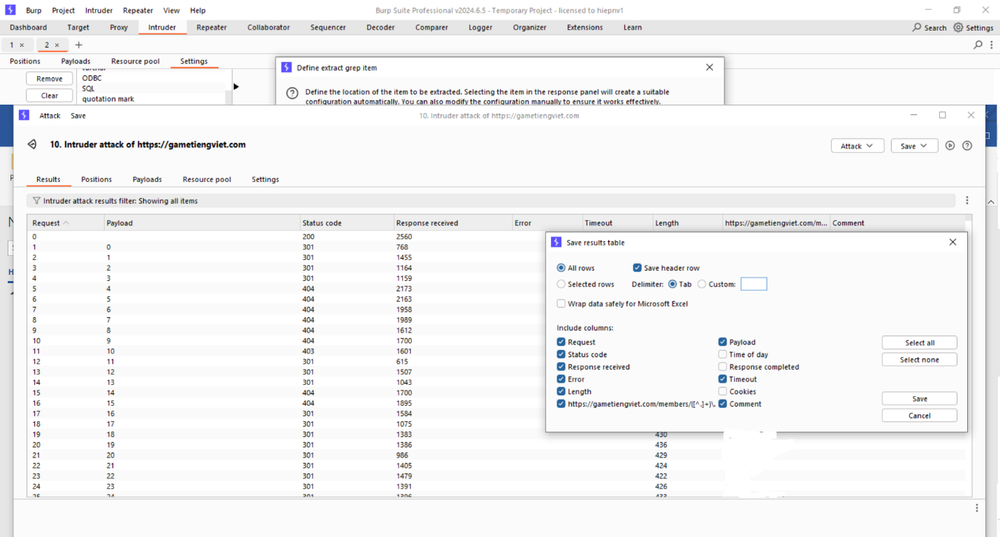 Burp Project Intruder Repeater View Help Burp Suite Professional v2024.6.5 - Temporary Project - licensed to hiepnv1
Dashboard Target Proxy Intruder Repeater Collaborator Sequencer Decoder Comparer Logger Organizer Extensions Learn Search Settings
1 × 2 × +
Positions Payloads Resource pool Settings
Define extract grep item
Remove ODBC
SQL
Clear quotation mark
Define the location of the item to be extracted. Selecting the item in the response panel will create a suitable
configuration automatically. You can also modify the configuration manually to ensure it works effectively.
Attack Save 10. Intruder attack of https://gametiengviet.com
10. Intruder attack of https://gametiengviet.com Attack Save
Results Positions Payloads Resource pool Settings
Intruder attack results filter: Showing all items
Request Payload Status code Response received Error Timeout Length https://gametiengviet.com/m... Comment
0 200 2560
1 0 301 768
2 1 301 1455
3 2 301 1164
4 3 301 1159
5 4 404 2173
6 5 404 2163
7 6 404 1958
8 7 404 1989
9 8 404 1612
10 9 404 1700
11 10 403 1601
12 11 301 615
13 12 301 1507
14 13 301 1043
15 14 404 1700
16 15 404 1895
17 16 301 1584
18 17 301 1075
19 18 301 1383 430
20 19 301 1386 436
21 20 301 986 429
22 21 301 1405 424
23 22 301 1479 422
24 23 301 1391 426
25 24 301 1396 433
Save results table
All rows Save header row
Selected rows Delimiter: Tab Custom:
Wrap data safely for Microsoft Excel
Include columns:
Request Payload Select all
Status code Time of day
Response received Response completed Select none
Error Timeout
Length Cookies Save
https://gametiengviet.com/members/([^.]+)\. Comment
Cancel